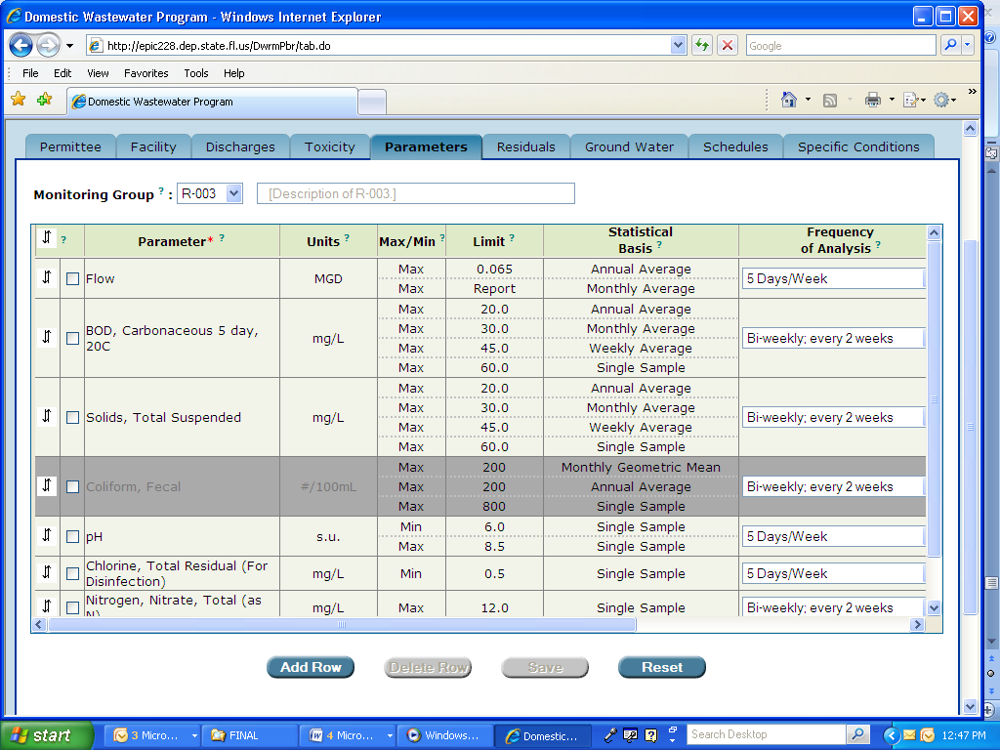 Domestic Wastewater Program - Windows Internet Explorer
http://epic228.dep.state.fl.us/DwrmPbr/tab.do
Google
File Edit View Favorites Tools Help
Domestic Wastewater Program
»
Permittee Facility Discharges Toxicity Parameters Residuals Ground Water Schedules Specific Conditions
Monitoring Group ? : R-003 [Description of R-003.]
? Parameter* ? Units ? Max/Min ? Limit ? Statistical Basis ? Frequency of Analysis ?
Flow MGD Max 0.065 Annual Average 5 Days/Week
Max Report Monthly Average
BOD, Carbonaceous 5 day, 20C mg/L Max 20.0 Annual Average Bi-weekly; every 2 weeks
Max 30.0 Monthly Average
Max 45.0 Weekly Average
Max 60.0 Single Sample
Solids, Total Suspended mg/L Max 20.0 Annual Average Bi-weekly; every 2 weeks
Max 30.0 Monthly Average
Max 45.0 Weekly Average
Max 60.0 Single Sample
Coliform, Fecal #/100mL Max 200 Monthly Geometric Mean Bi-weekly; every 2 weeks
Max 200 Annual Average
Max 800 Single Sample
pH s.u. Min 6.0 Single Sample 5 Days/Week
Max 8.5 Single Sample
Chlorine, Total Residual (For Disinfection) mg/L Min 0.5 Single Sample 5 Days/Week
Nitrogen, Nitrate, Total (as N) mg/L Max 12.0 Single Sample Bi-weekly; every 2 weeks
Add Row Delete Row Save Reset
start 3 Micro... FINAL 4 Micro... Windows... Domestic... Search Desktop 12:47 PM